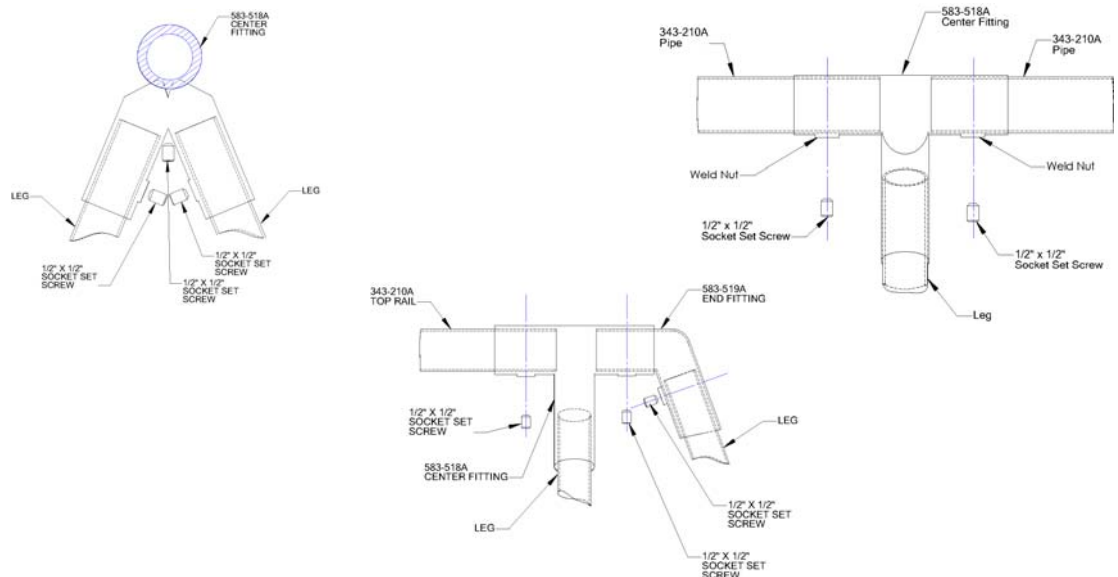 583-518A
CENTER
FITTING
LEG
LEG
1/2" X 1/2"
SOCKET SET
SCREW
1/2" X 1/2"
SOCKET SET
SCREW
1/2" X 1/2"
SOCKET SET
SCREW
583-518A
Center Fitting
343-210A
Pipe
343-210A
Pipe
Weld Nut
Weld Nut
1/2" x 1/2"
Socket Set Screw
1/2" x 1/2"
Socket Set Screw
Leg
343-210A
TOP RAIL
583-519A
END FITTING
1/2" X 1/2"
SOCKET SET
SCREW
LEG
583-518A
CENTER FITTING
LEG
1/2" X 1/2"
SOCKET SET
SCREW
1/2" X 1/2"
SOCKET SET
SCREW